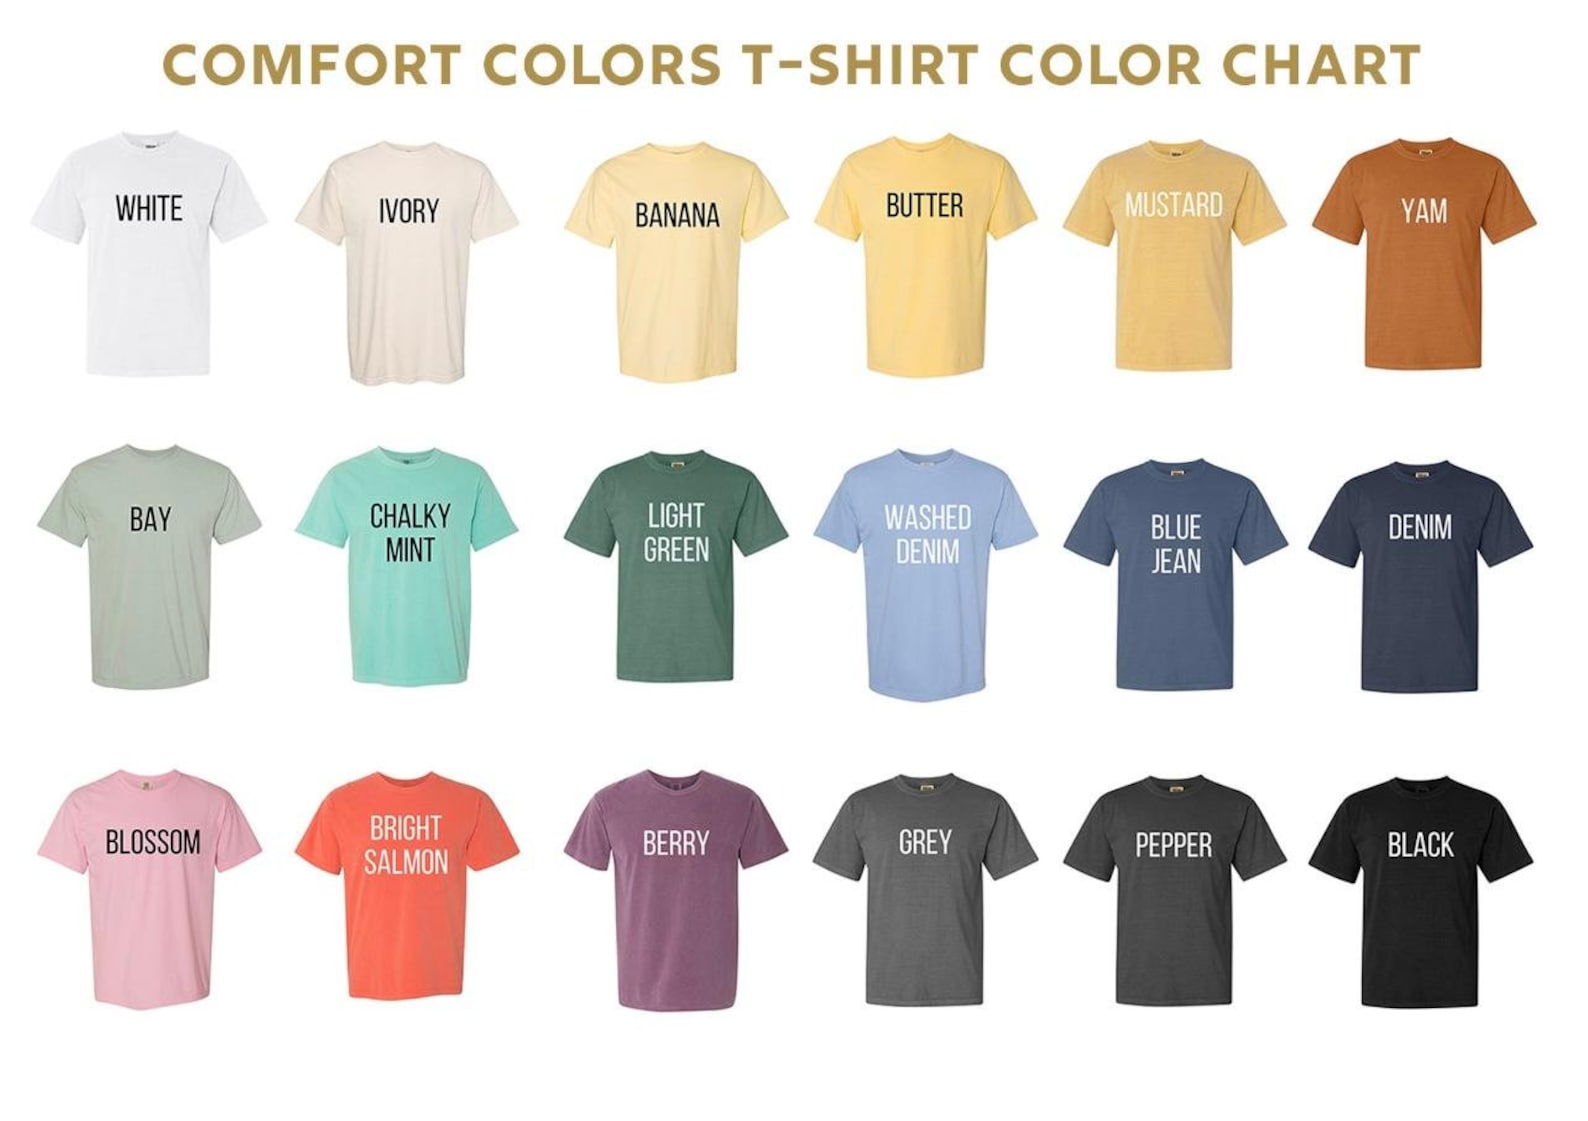 COMFORT COLORS T-SHIRT COLOR CHART
WHITE
IVORY
BANANA
BUTTER
MUSTARD
YAM
BAY
CHALKY
MINT
LIGHT
GREEN
WASHED
DENIM
BLUE
JEAN
DENIM
BLOSSOM
BRIGHT
SALMON
BERRY
GREY
PEPPER
BLACK